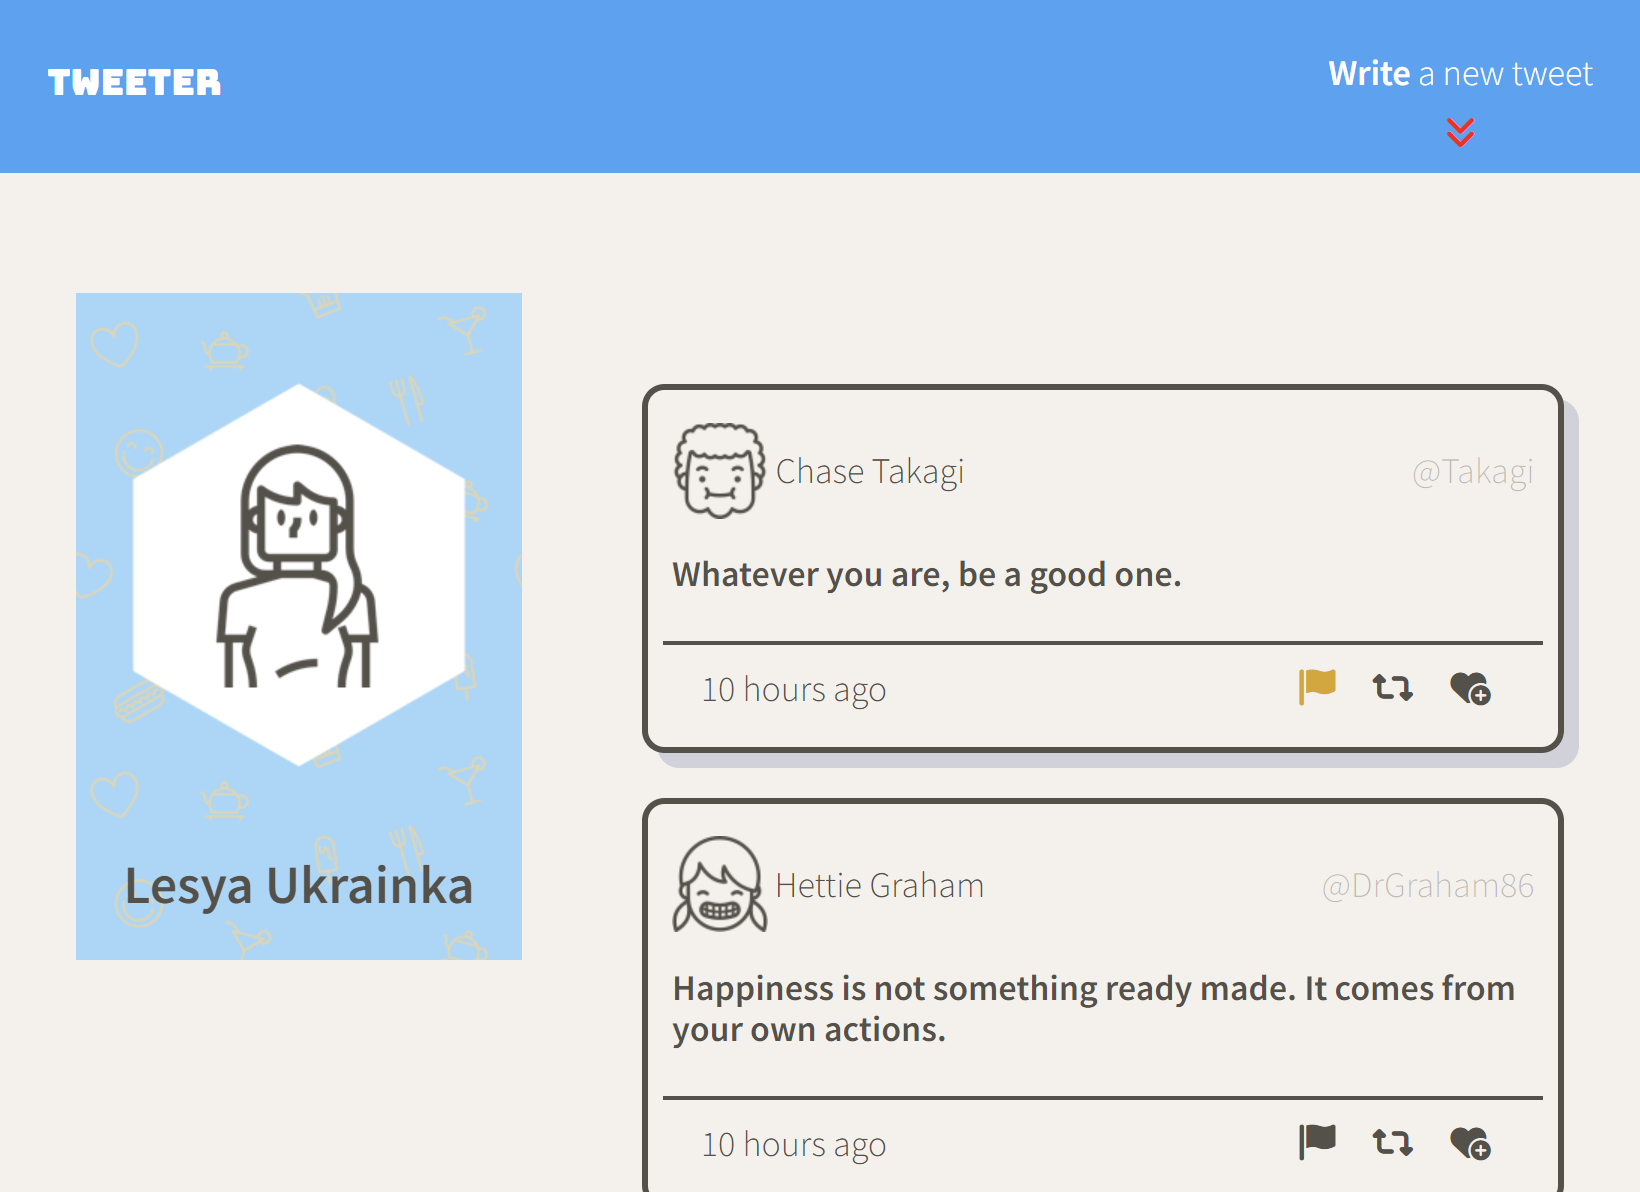 TWEETER
Write a new tweet
Lesya Ukrainka
Chase Takagi
@Takagi
Whatever you are, be a good one.
10 hours ago
Hettie Graham
@DrGraham86
Happiness is not something ready made. It comes from
your own actions.
10 hours ago